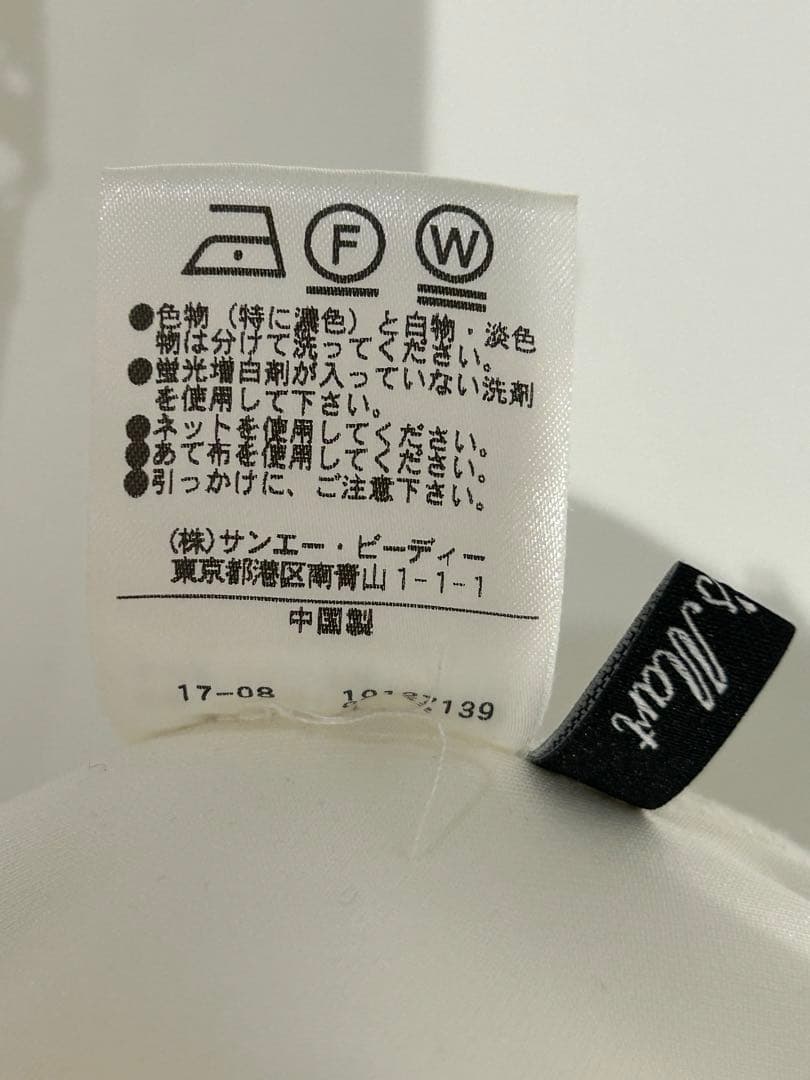 F W
●色物（特に濃色）と白物・淡色
物は分けて洗ってください。
●蛍光増白剤が入っていない洗剤
を使用して下さい。
●ネットを使用してください。
●あて布を使用してください。
●引っかけに、ご注意下さい。
(株)サンエー・ビーディー
東京都港区南青山1-1-1
中国製
17-08
Mart